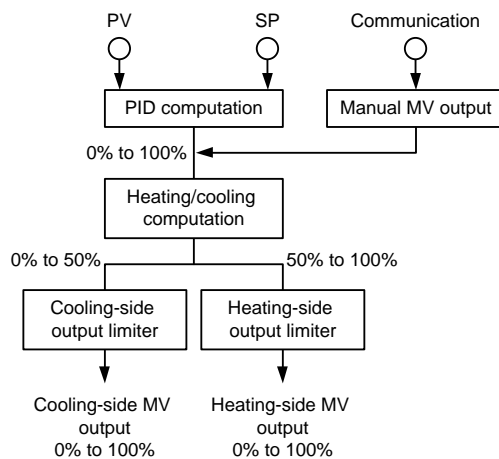 PV
SP
Communication
PID computation
Manual MV output
0% to 100%
Heating/cooling
computation
0% to 50%
50% to 100%
Cooling-side
output limiter
Heating-side
output limiter
Cooling-side MV
output
0% to 100%
Heating-side MV
output
0% to 100%